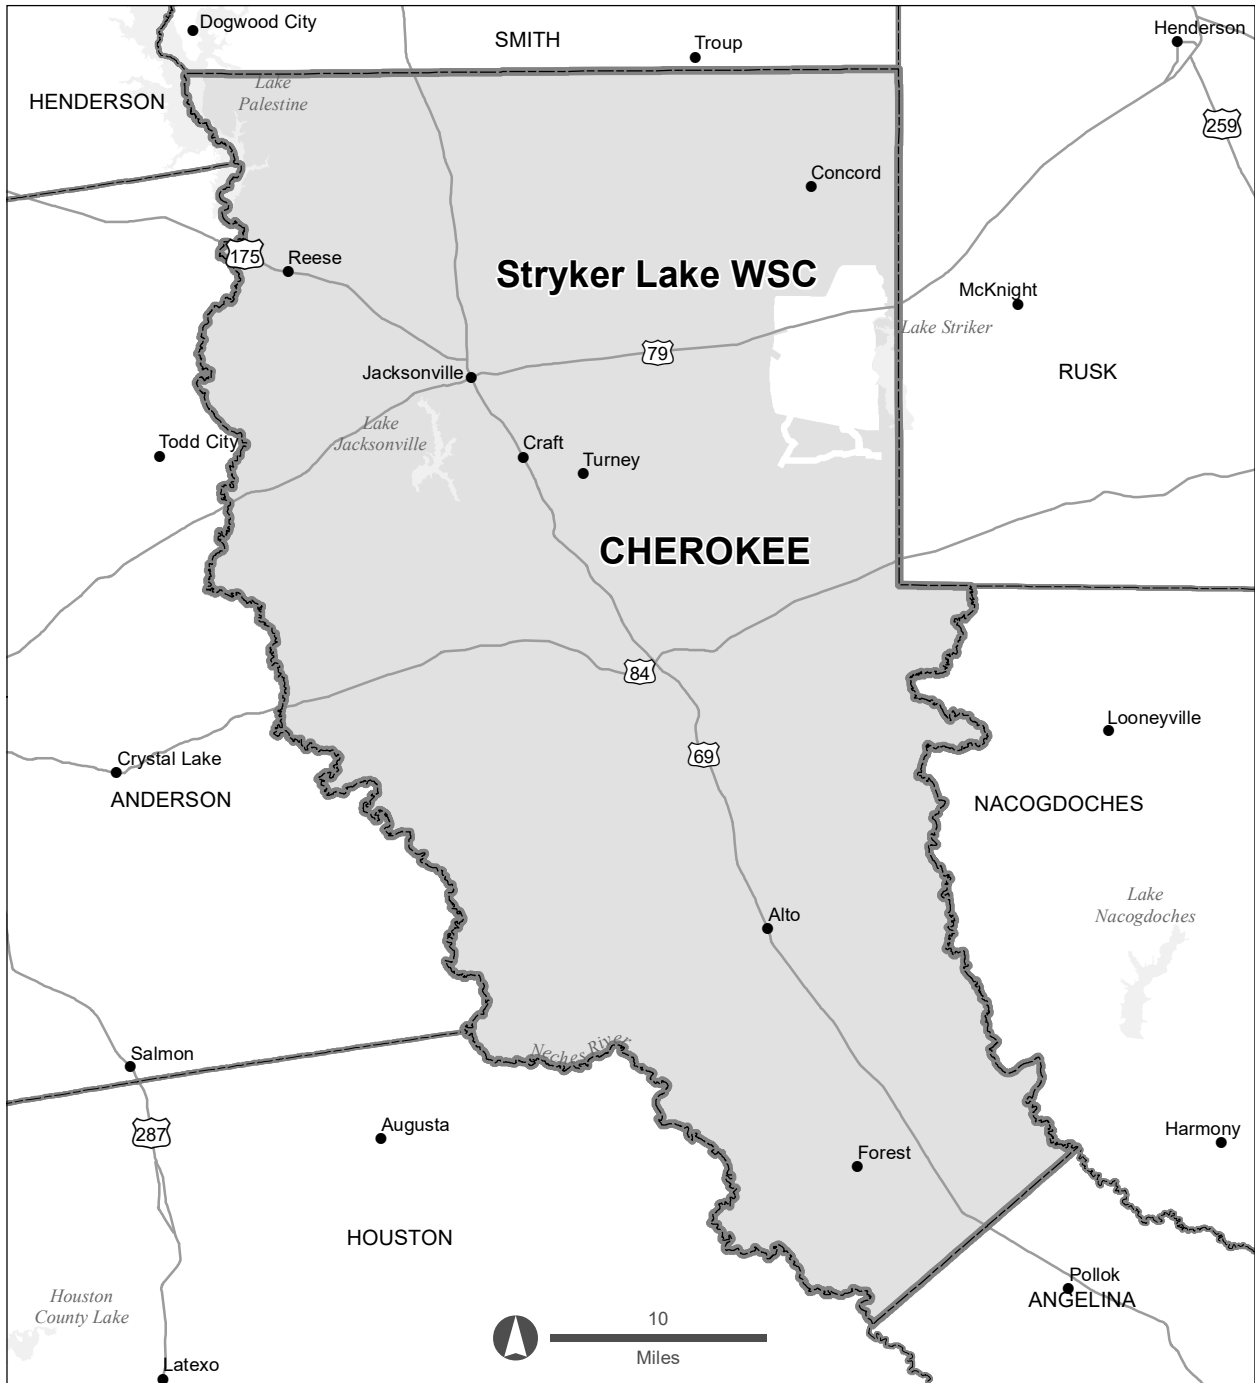 Dogwood City
SMITH
Troup
Henderson
HENDERSON
Lake
Palestine
259
Concord
175
Reese
Stryker Lake WSC
McKnight
Lake Striker
79
Jacksonville
RUSK
Lake
Jacksonville
Todd City
Craft
Turney
CHEROKEE
84
Looneyville
69
Crystal Lake
ANDERSON
NACOGDOCHES
Lake
Nacogdoches
Alto
Neches River
Salmon
287
Augusta
Harmony
Forest
HOUSTON
Pollok
ANGELINA
Houston
County Lake
10
Miles
Latexo